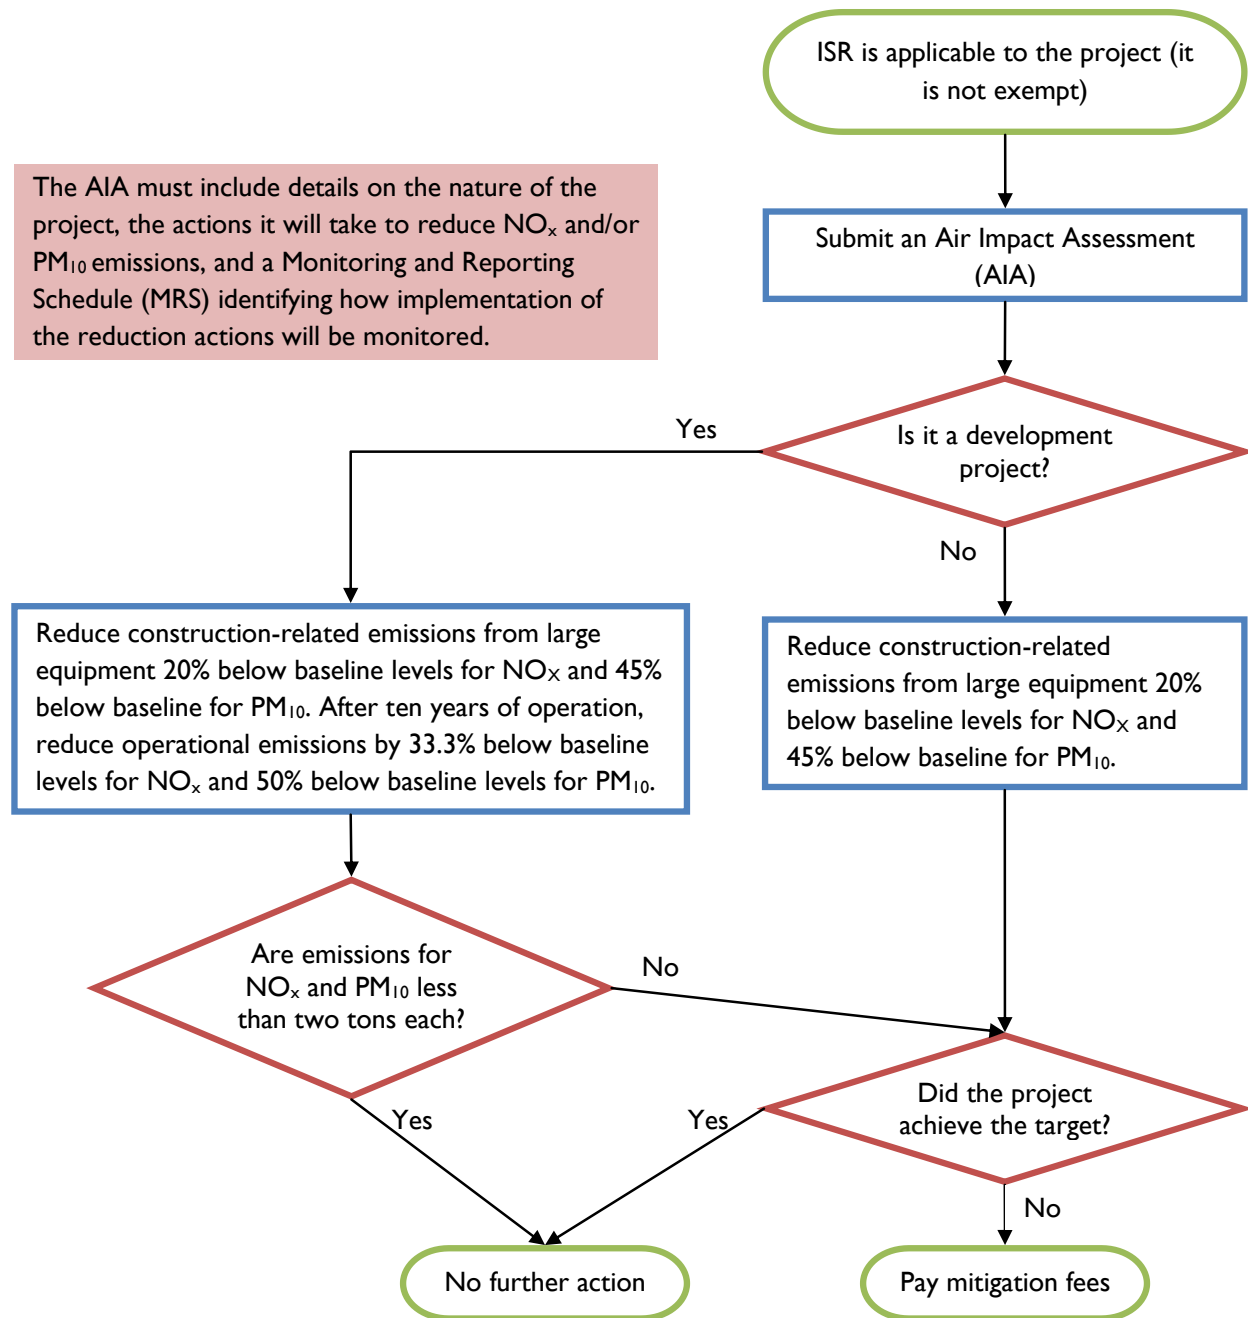 ISR is applicable to the project (it
is not exempt)
The AIA must include details on the nature of the
project, the actions it will take to reduce NOx and/or
PM10 emissions, and a Monitoring and Reporting
Schedule (MRS) identifying how implementation of
the reduction actions will be monitored.
Submit an Air Impact Assessment
(AIA)
Is it a development
project?
Yes
No
Reduce construction-related emissions from large
equipment 20% below baseline levels for NOX and 45%
below baseline for PM10. After ten years of operation,
reduce operational emissions by 33.3% below baseline
levels for NOx and 50% below baseline levels for PM10.
Reduce construction-related
emissions from large equipment 20%
below baseline levels for NOX and
45% below baseline for PM10.
Are emissions for
NOx and PM10 less
than two tons each?
No
Yes
Did the project
achieve the target?
Yes
No
No further action
Pay mitigation fees